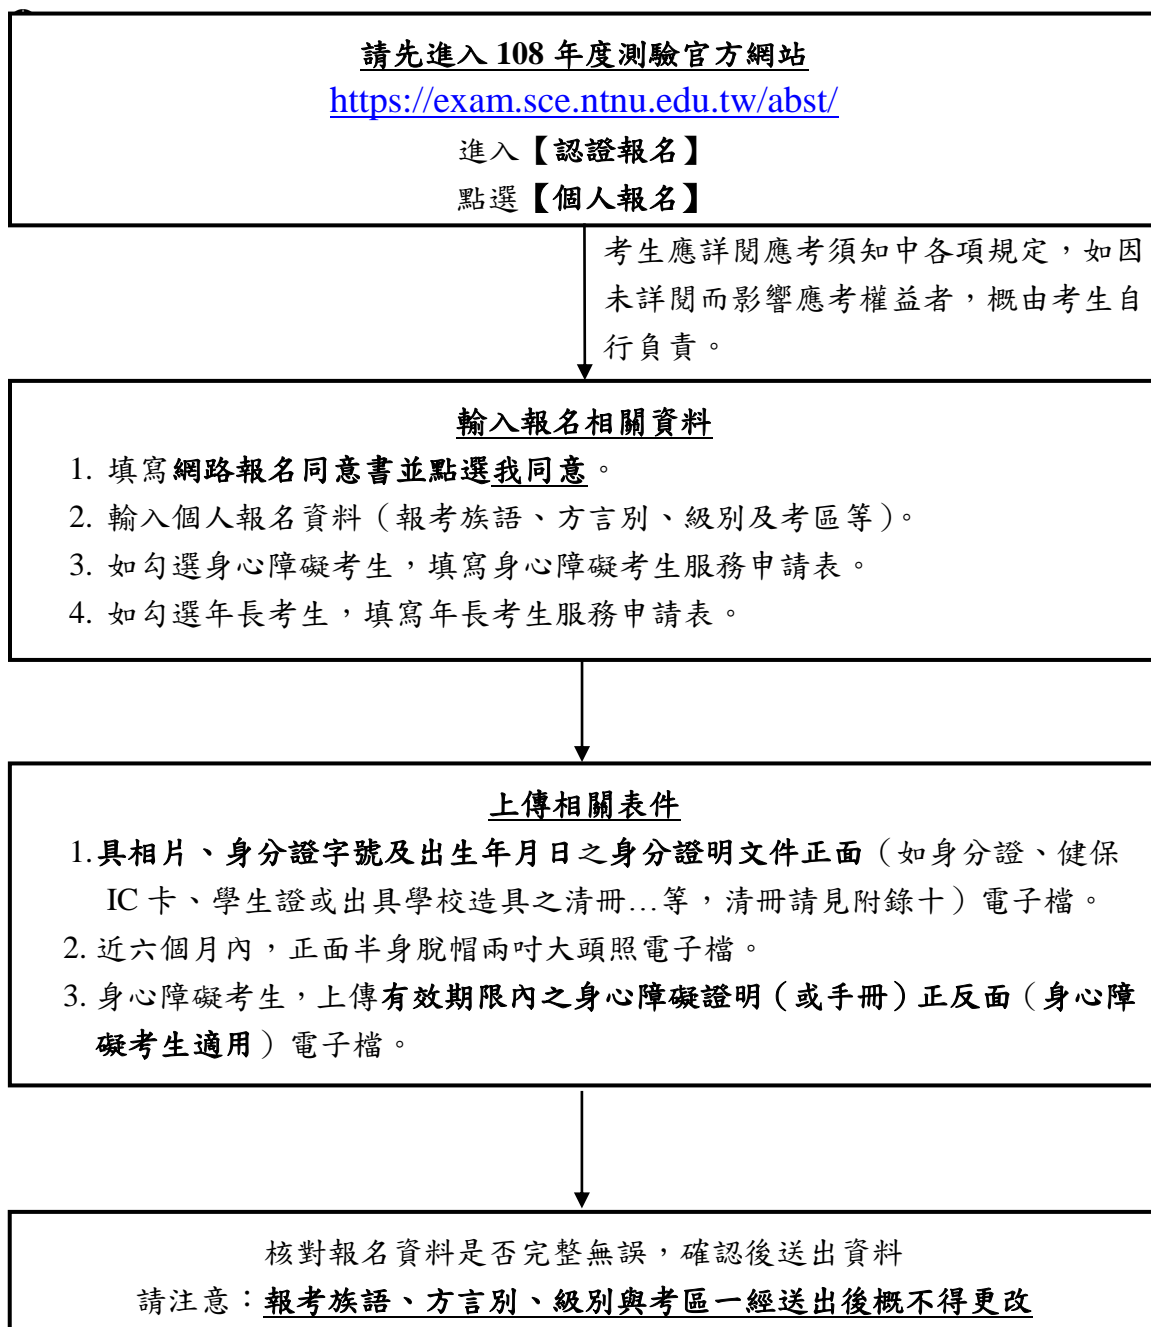 請先進入 108 年度測驗官方網站
https://exam.sce.ntnu.edu.tw/abst/
進入【認證報名】
點選【個人報名】
考生應詳閱應考須知中各項規定，如因
未詳閱而影響應考權益者，概由考生自
行負責。
輸入報名相關資料
1. 填寫網路報名同意書並點選我同意。
2. 輸入個人報名資料（報考族語、方言別、級別及考區等）。
3. 如勾選身心障礙考生，填寫身心障礙考生服務申請表。
4. 如勾選年長考生，填寫年長考生服務申請表。
上傳相關表件
1.具相片、身分證字號及出生年月日之身分證明文件正面（如身分證、健保
IC 卡、學生證或出具學校造具之清冊…等，清冊請見附錄十）電子檔。
2. 近六個月內，正面半身脫帽兩吋大頭照電子檔。
3. 身心障礙考生，上傳有效期限內之身心障礙證明（或手冊）正反面（身心障
礙考生適用）電子檔。
核對報名資料是否完整無誤，確認後送出資料
請注意：報考族語、方言別、級別與考區一經送出後概不得更改